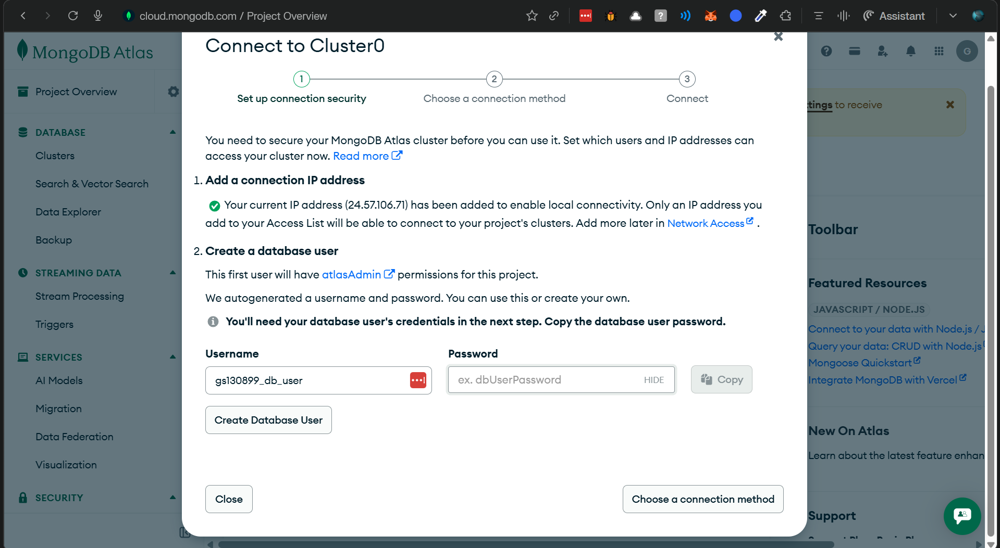 cloud.mongodb.com / Project Overview
Assistant
MongoDB Atlas
G
Project Overview
DATABASE
Clusters
Search & Vector Search
Data Explorer
Backup
STREAMING DATA
Stream Processing
Triggers
SERVICES
AI Models
Migration
Data Federation
Visualization
SECURITY
Connect to Cluster0
1
2
3
Set up connection security
Choose a connection method
Connect
You need to secure your MongoDB Atlas cluster before you can use it. Set which users and IP addresses can
access your cluster now. Read more
1. Add a connection IP address
Your current IP address (24.57.106.71) has been added to enable local connectivity. Only an IP address you
add to your Access List will be able to connect to your project's clusters. Add more later in Network Access .
2. Create a database user
This first user will have atlasAdmin permissions for this project.
We autogenerated a username and password. You can use this or create your own.
You'll need your database user's credentials in the next step. Copy the database user password.
Username
Password
gs130899_db_user
ex. dbUserPassword
HIDE
Copy
Create Database User
Close
Choose a connection method
ttings to receive
Toolbar
Featured Resources
JAVASCRIPT / NODE.JS
Connect to your data with Node.js / J
Query your data: CRUD with Node.js
Mongoose Quickstart
Integrate MongoDB with Vercel
New On Atlas
Learn about the latest feature enhan
Support